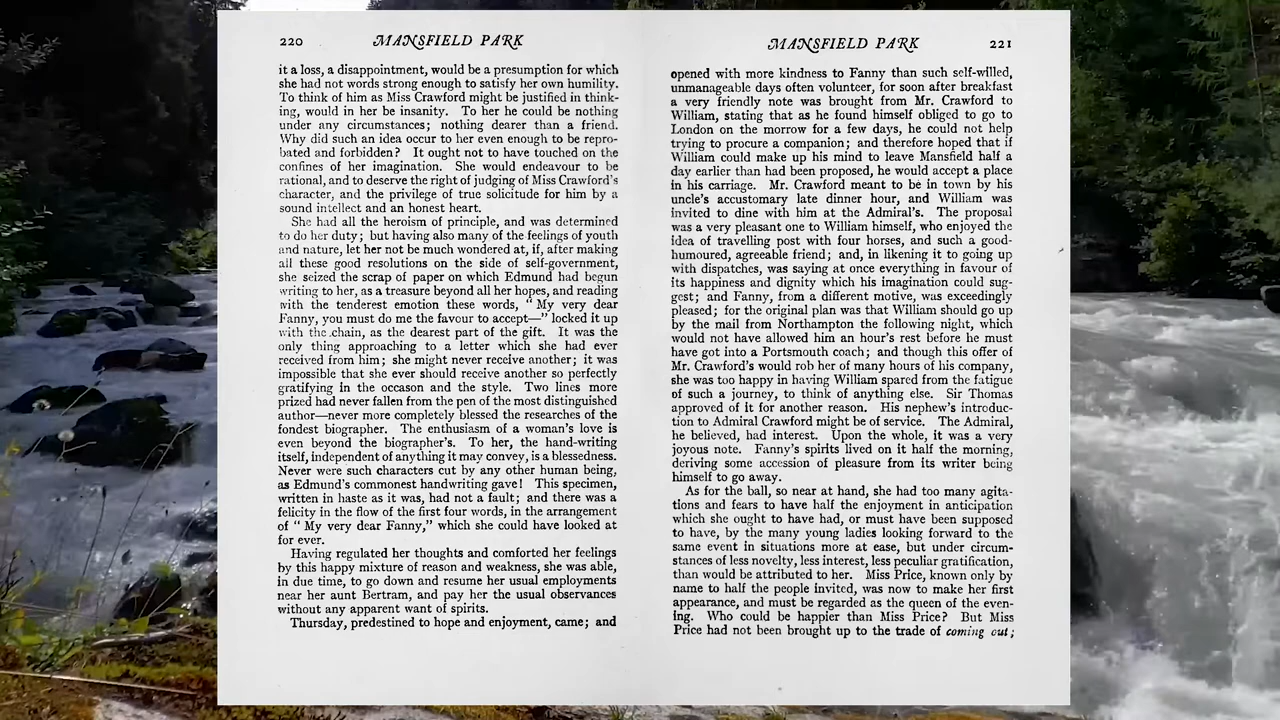 220 MANSFIELD PARK
it a loss, a disappointment, would be a presumption for which
she had not words strong enough to satisfy her own humility.
To think of him as Miss Crawford might be justified in think-
ing, would in her be insanity. To her he could be nothing
under any circumstances; nothing dearer than a friend.
Why did such an idea occur to her even enough to be repro-
bated and forbidden? It ought not to have touched on the
confines of her imagination. She would endeavour to be
rational, and to deserve the right of judging of Miss Crawford's
character, and the privilege of true solicitude for him by a
sound intellect and an honest heart.
She had all the heroism of principle, and was determined
to do her duty; but having also many of the feelings of youth
and nature, let her not be much wondered at, if, after making
all these good resolutions on the side of self-government,
she seized the scrap of paper on which Edmund had begun
writing to her, as a treasure beyond all her hopes, and reading
with the tenderest emotion these words, " My very dear
Fanny, you must do me the favour to accept—" locked it up
with the chain, as the dearest part of the gift. It was the
only thing approaching to a letter which she had ever
received from him; she might never receive another; it was
impossible that she ever should receive another so perfectly
gratifying in the occason and the style. Two lines more
prized had never fallen from the pen of the most distinguished
author—never more completely blessed the researches of the
fondest biographer. The enthusiasm of a woman's love is
even beyond the biographer's. To her, the hand-writing
itself, independent of anything it may convey, is a blessedness.
Never were such characters cut by any other human being,
as Edmund's commonest handwriting gave! This specimen,
written in haste as it was, had not a fault; and there was a
felicity in the flow of the first four words, in the arrangement
of " My very dear Fanny," which she could have looked at
for ever.
Having regulated her thoughts and comforted her feelings
by this happy mixture of reason and weakness, she was able,
in due time, to go down and resume her usual employments
near her aunt Bertram, and pay her the usual observances
without any apparent want of spirits.
Thursday, predestined to hope and enjoyment, came; and
MANSFIELD PARK 221
opened with more kindness to Fanny than such self-willed,
unmanageable days often volunteer, for soon after breakfast
a very friendly note was brought from Mr. Crawford to
William, stating that as he found himself obliged to go to
London on the morrow for a few days, he could not help
trying to procure a companion; and therefore hoped that if
William could make up his mind to leave Mansfield half a
day earlier than had been proposed, he would accept a place
in his carriage. Mr. Crawford meant to be in town by his
uncle's accustomary late dinner hour, and William was
invited to dine with him at the Admiral's. The proposal
was a very pleasant one to William himself, who enjoyed the
idea of travelling post with four horses, and such a good-
humoured, agreeable friend; and, in likening it to going up
with dispatches, was saying at once everything in favour of
its happiness and dignity which his imagination could sug-
gest; and Fanny, from a different motive, was exceedingly
pleased; for the original plan was that William should go up
by the mail from Northampton the following night, which
would not have allowed him an hour's rest before he must
have got into a Portsmouth coach; and though this offer of
Mr. Crawford's would rob her of many hours of his company,
she was too happy in having William spared from the fatigue
of such a journey, to think of anything else. Sir Thomas
approved of it for another reason. His nephew's introduc-
tion to Admiral Crawford might be of service. The Admiral,
he believed, had interest. Upon the whole, it was a very
joyous note. Fanny's spirits lived on it half the morning,
deriving some accession of pleasure from its writer being
himself to go away.
As for the ball, so near at hand, she had too many agita-
tions and fears to have half the enjoyment in anticipation
which she ought to have had, or must have been supposed
to have, by the many young ladies looking forward to the
same event in situations more at ease, but under circum-
stances of less novelty, less interest, less peculiar gratification,
than would be attributed to her. Miss Price, known only by
name to half the people invited, was now to make her first
appearance, and must be regarded as the queen of the even-
ing. Who could be happier than Miss Price? But Miss
Price had not been brought up to the trade of coming out;